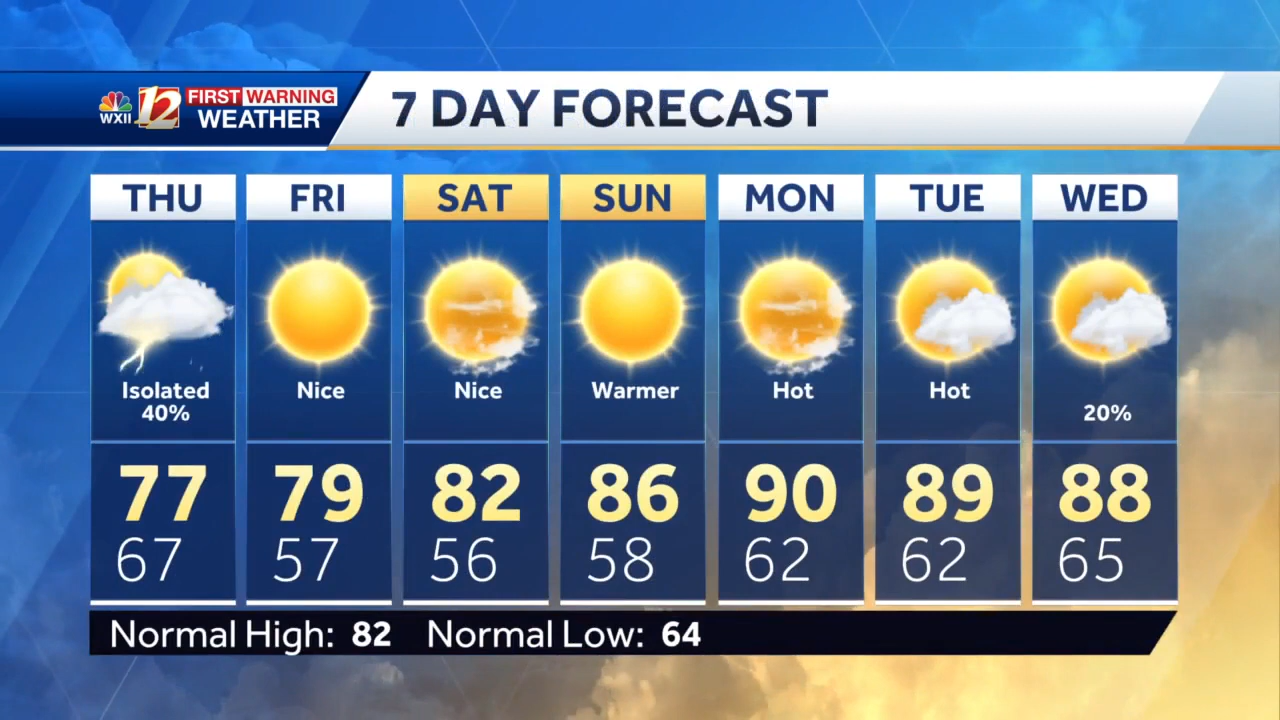 WXII 12 FIRST WARNING
WEATHER
7 DAY FORECAST
THU FRI SAT SUN MON TUE WED
Isolated Nice Nice Warmer Hot Hot
40% 20%
77 79 82 86 90 89 88
67 57 56 58 62 62 65
Normal High: 82 Normal Low: 64